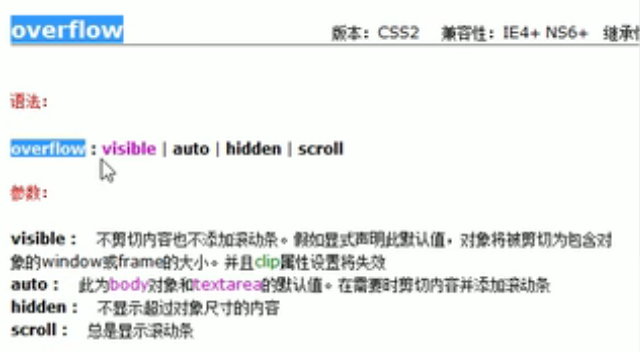 overflow 版本：CSS2 兼容性：IE4+ NS6+ 继承
语法：
overflow : visible | auto | hidden | scroll
参数：
visible : 不剪切内容也不添加滚动条。假如显式声明此默认值，对象将被剪切为包含对
象的window或frame的大小。并且clip属性设置将失效
auto : 此为body对象和textarea的默认值。在需要时剪切内容并添加滚动条
hidden : 不显示超过对象尺寸的内容
scroll : 总是显示滚动条